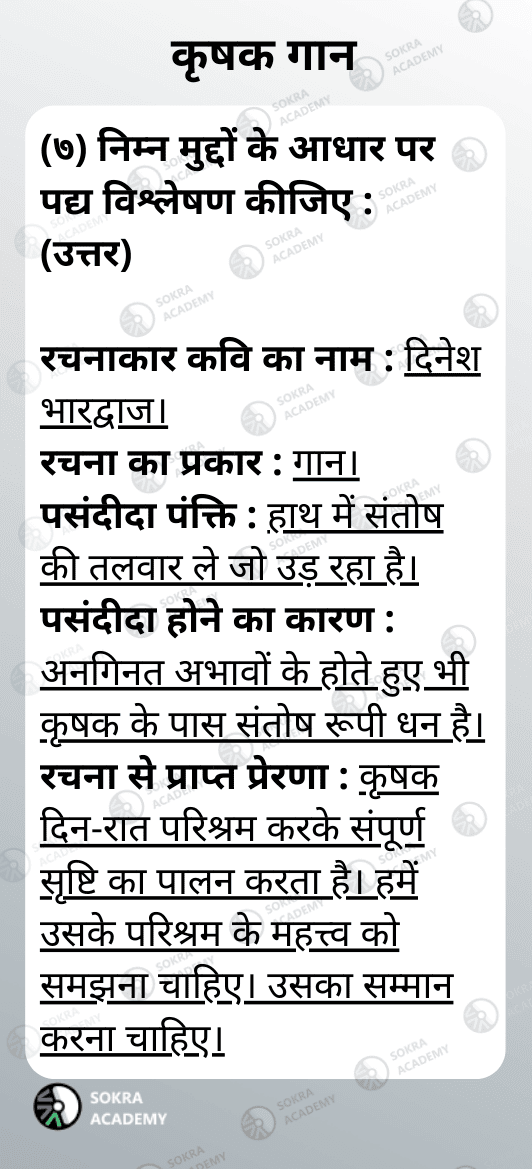 कृषक गान
(७) निम्न मुद्दों के आधार पर
पद्य विश्लेषण कीजिए :
(उत्तर)
रचनाकार कवि का नाम : दिनेश
भारद्वाज।
रचना का प्रकार : गान।
पसंदीदा पंक्ति : हाथ में संतोष
की तलवार ले जो उड़ रहा है।
पसंदीदा होने का कारण :
अनगिनत अभावों के होते हुए भी
कृषक के पास संतोष रूपी धन है।
रचना से प्राप्त प्रेरणा : कृषक
दिन-रात परिश्रम करके संपूर्ण
सृष्टि का पालन करता है। हमें
उसके परिश्रम के महत्त्व को
समझना चाहिए। उसका सम्मान
करना चाहिए।
SOKRA
ACADEMY